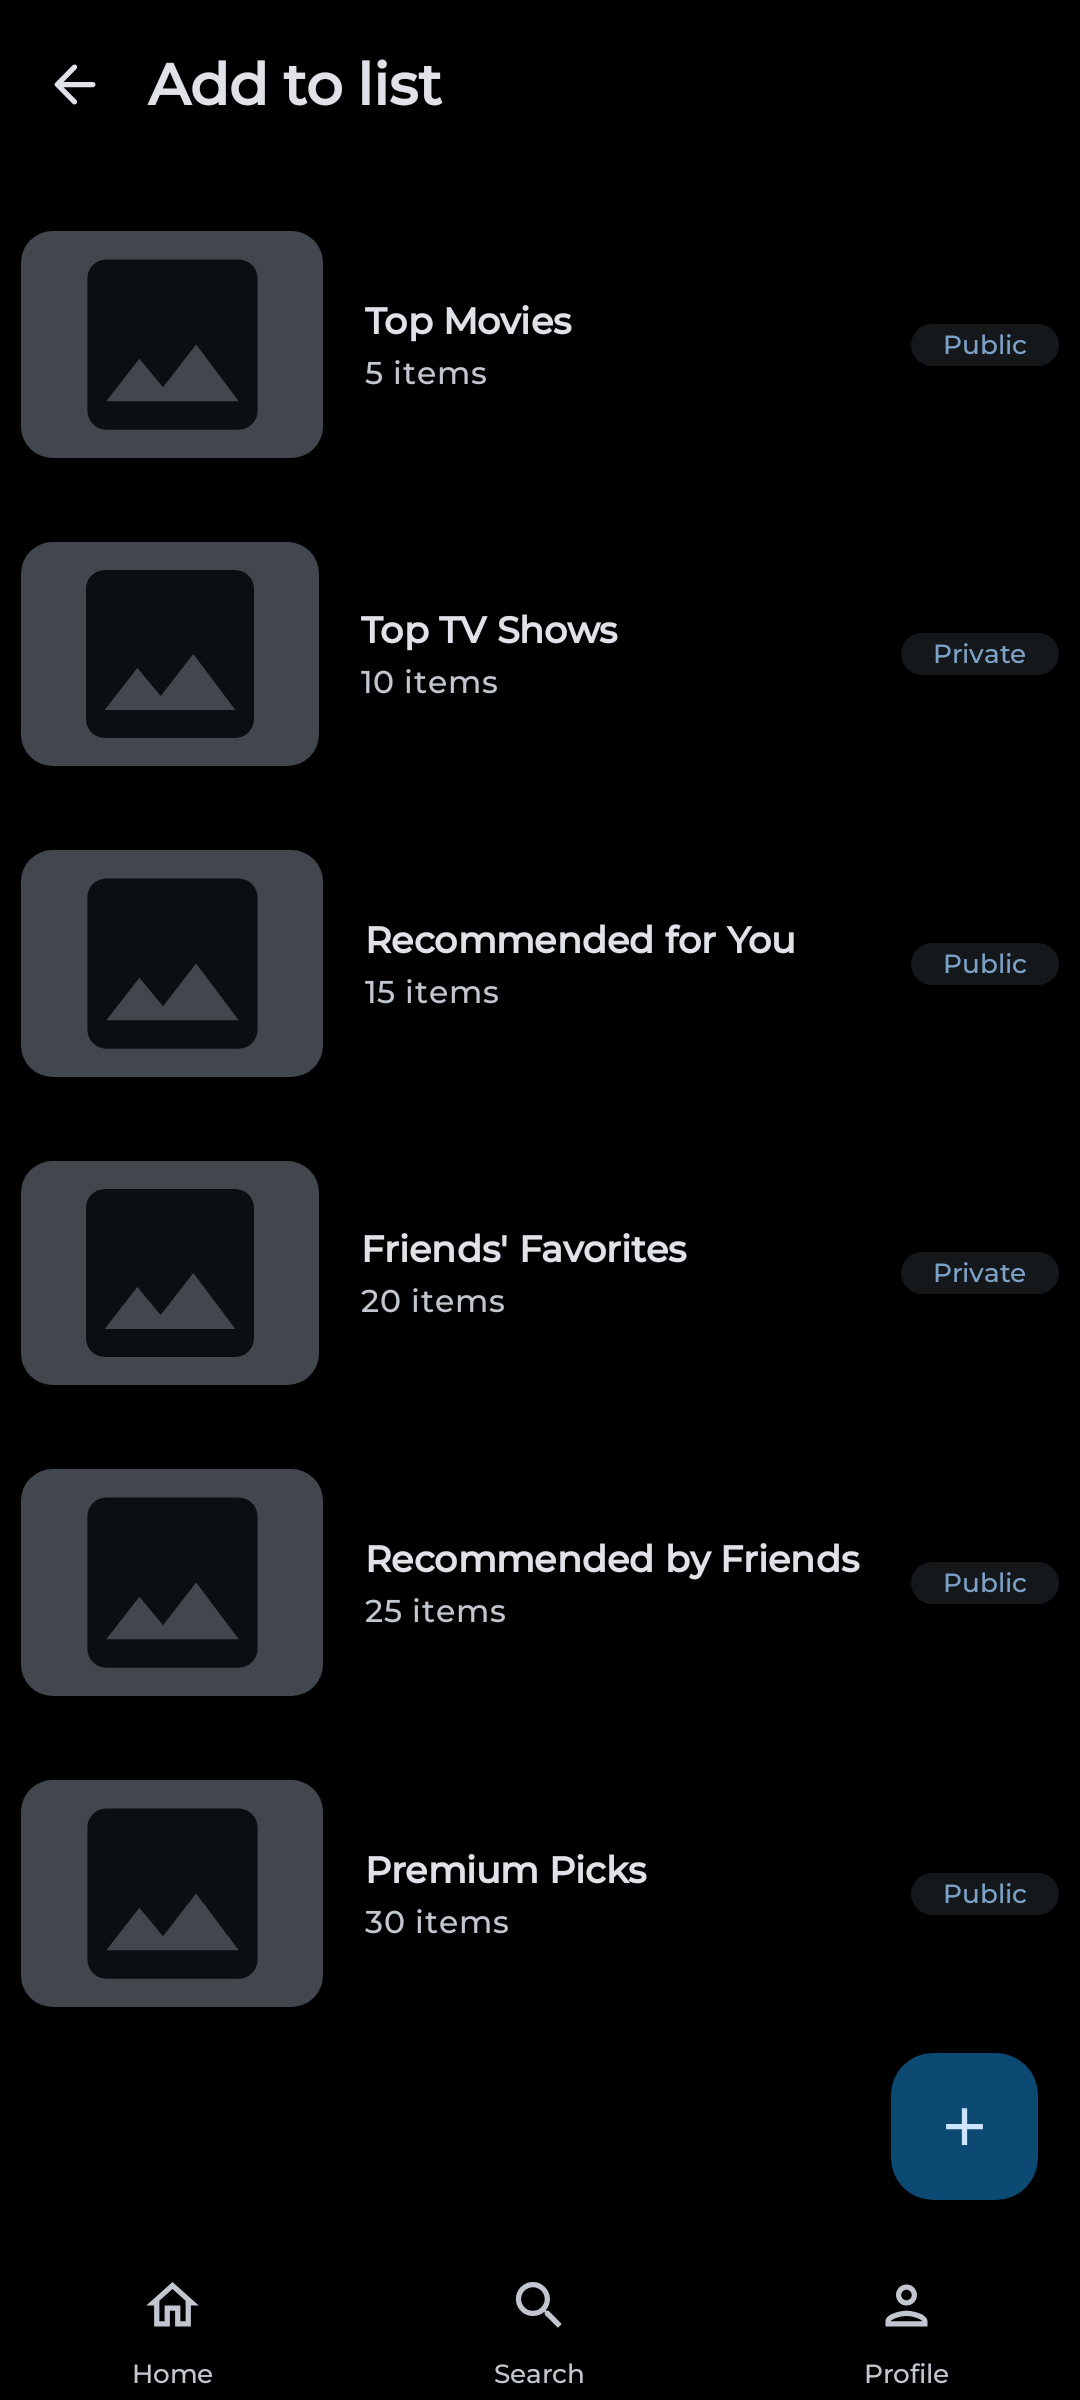 Add to list
Top Movies
5 items
Public
Top TV Shows
10 items
Private
Recommended for You
15 items
Public
Friends' Favorites
20 items
Private
Recommended by Friends
25 items
Public
Premium Picks
30 items
Public
Home
Search
Profile